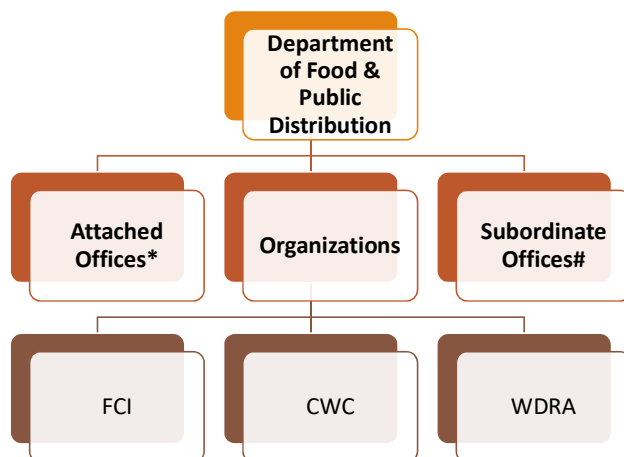 Department
of Food &
Public
Distribution
Attached
Offices*
Organizations
Subordinate
Offices#
FCI
CWC
WDRA